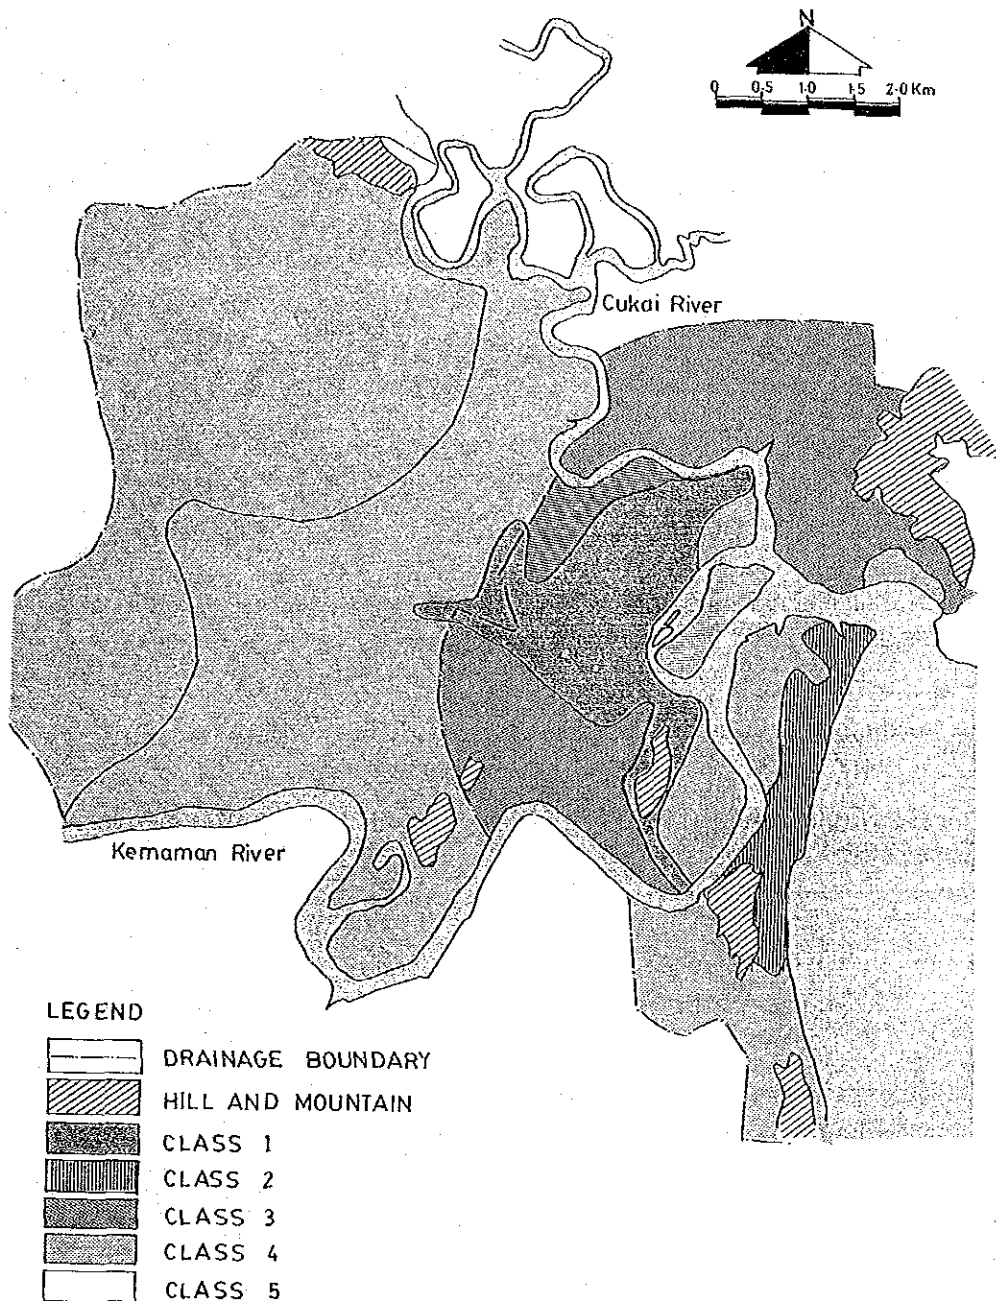 N
0 0.5 1.0 1.5 2.0 Km
Cukai River
Kemaman River
LEGEND
DRAINAGE BOUNDARY
HILL AND MOUNTAIN
CLASS 1
CLASS 2
CLASS 3
CLASS 4
CLASS 5